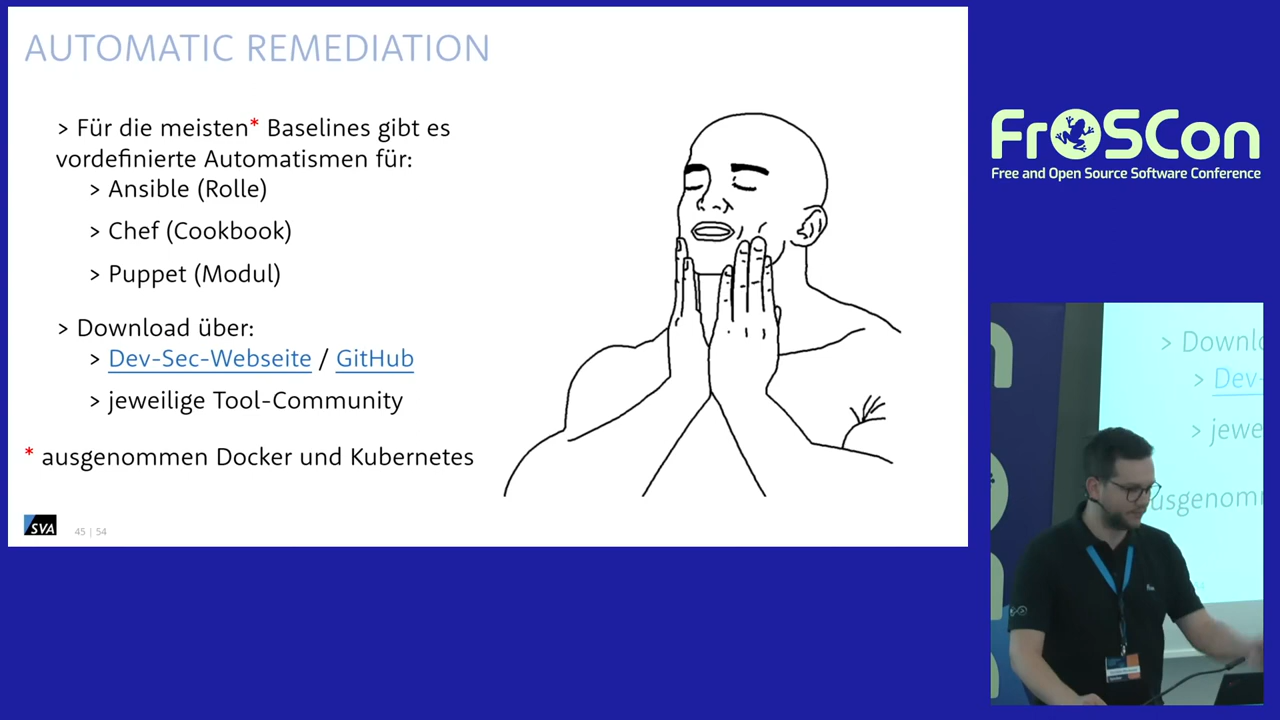 AUTOMATIC REMEDIATION
> Für die meisten* Baselines gibt es
vordefinierte Automatismen für:
> Ansible (Rolle)
> Chef (Cookbook)
> Puppet (Modul)
> Download über:
> Dev-Sec-Webseite / GitHub
> jeweilige Tool-Community
* ausgenommen Docker und Kubernetes
SVA
45 | 54
FrOSCon
Free and Open Source Software Conference
> Downlo
> Dev-
> jewe
usgenomm